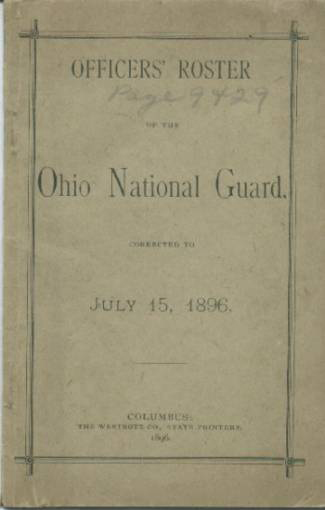 OFFICERS' ROSTER
Page 9429
OF THE
Ohio National Guard,
CORRECTED TO
JULY 15, 1896.
COLUMBUS:
THE WESTBOTE CO., STATE PRINTERS.
1896.